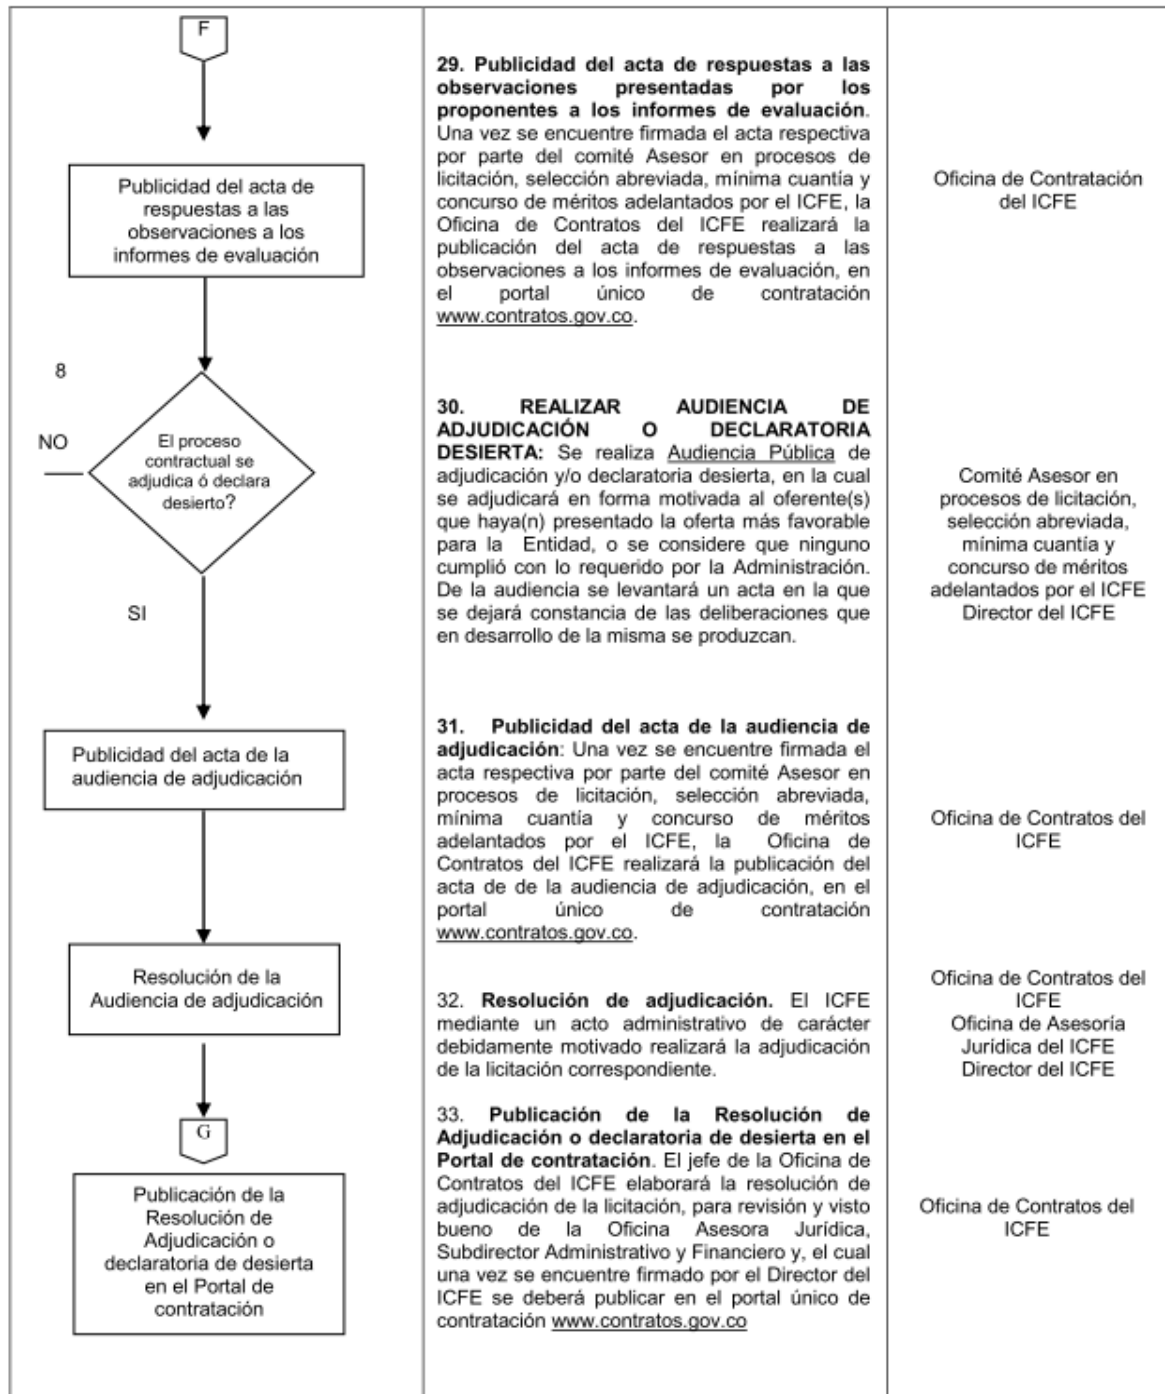 F
Publicidad del acta de
respuestas a las
observaciones a los
informes de evaluación
8
NO
El proceso
contractual se
adjudica ó declara
desierto?
SI
Publicidad del acta de la
audiencia de adjudicación
Resolución de la
Audiencia de adjudicación
G
Publicación de la
Resolución de
Adjudicación o
declaratoria de desierta
en el Portal de
contratación
29. Publicidad del acta de respuestas a las
observaciones presentadas por los
proponentes a los informes de evaluación.
Una vez se encuentre firmada el acta respectiva
por parte del comité Asesor en procesos de
licitación, selección abreviada, mínima cuantía y
concurso de méritos adelantados por el ICFE, la
Oficina de Contratos del ICFE realizará la
publicación del acta de respuestas a las
observaciones a los informes de evaluación, en
el portal único de contratación
www.contratos.gov.co.
30. REALIZAR AUDIENCIA DE
ADJUDICACIÓN O DECLARATORIA
DESIERTA: Se realiza Audiencia Pública de
adjudicación y/o declaratoria desierta, en la cual
se adjudicará en forma motivada al oferente(s)
que haya(n) presentado la oferta más favorable
para la Entidad, o se considere que ninguno
cumplió con lo requerido por la Administración.
De la audiencia se levantará un acta en la que
se dejará constancia de las deliberaciones que
en desarrollo de la misma se produzcan.
31. Publicidad del acta de la audiencia de
adjudicación: Una vez se encuentre firmada el
acta respectiva por parte del comité Asesor en
procesos de licitación, selección abreviada,
mínima cuantía y concurso de méritos
adelantados por el ICFE, la Oficina de
Contratos del ICFE realizará la publicación del
acta de de la audiencia de adjudicación, en el
portal único de contratación
www.contratos.gov.co.
32. Resolución de adjudicación. El ICFE
mediante un acto administrativo de carácter
debidamente motivado realizará la adjudicación
de la licitación correspondiente.
33. Publicación de la Resolución de
Adjudicación o declaratoria de desierta en el
Portal de contratación. El jefe de la Oficina de
Contratos del ICFE elaborará la resolución de
adjudicación de la licitación, para revisión y visto
bueno de la Oficina Asesora Jurídica,
Subdirector Administrativo y Financiero y, el cual
una vez se encuentre firmado por el Director del
ICFE se deberá publicar en el portal único de
contratación www.contratos.gov.co
Oficina de Contratación
del ICFE
Comité Asesor en
procesos de licitación,
selección abreviada,
mínima cuantía y
concurso de méritos
adelantados por el ICFE
Director del ICFE
Oficina de Contratos del
ICFE
Oficina de Contratos del
ICFE
Oficina de Asesoría
Jurídica del ICFE
Director del ICFE
Oficina de Contratos del
ICFE